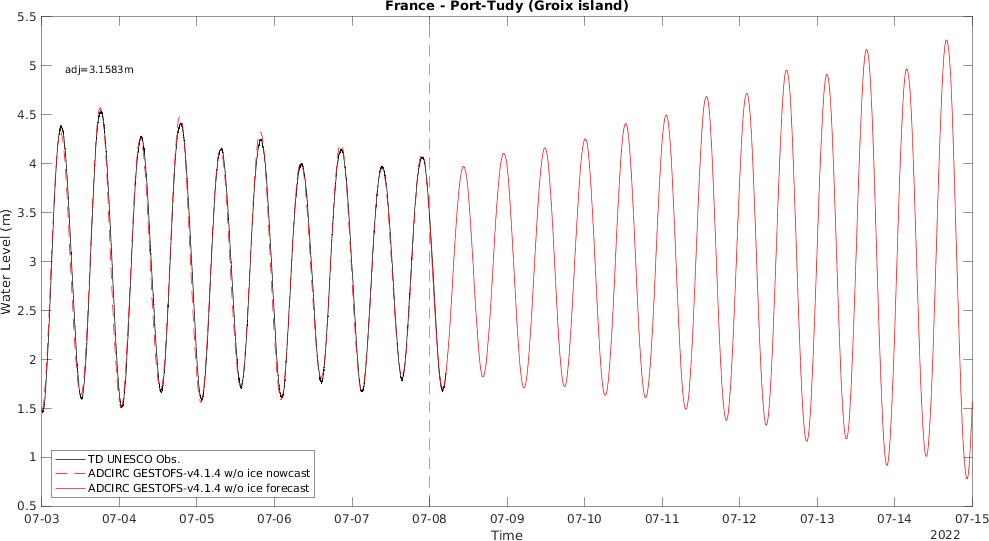 France - Port-Tudy (Groix island)
5.5
5
4.5
4
3.5
3
2.5
2
1.5
1
0.5
Water Level (m)
adj=3.1583m
TD UNESCO Obs.
ADCIRC GESTOFS-v4.1.4 w/o ice nowcast
ADCIRC GESTOFS-v4.1.4 w/o ice forecast
07-03 07-04 07-05 07-06 07-07 07-08 07-09 07-10 07-11 07-12 07-13 07-14 07-15
Time
2022